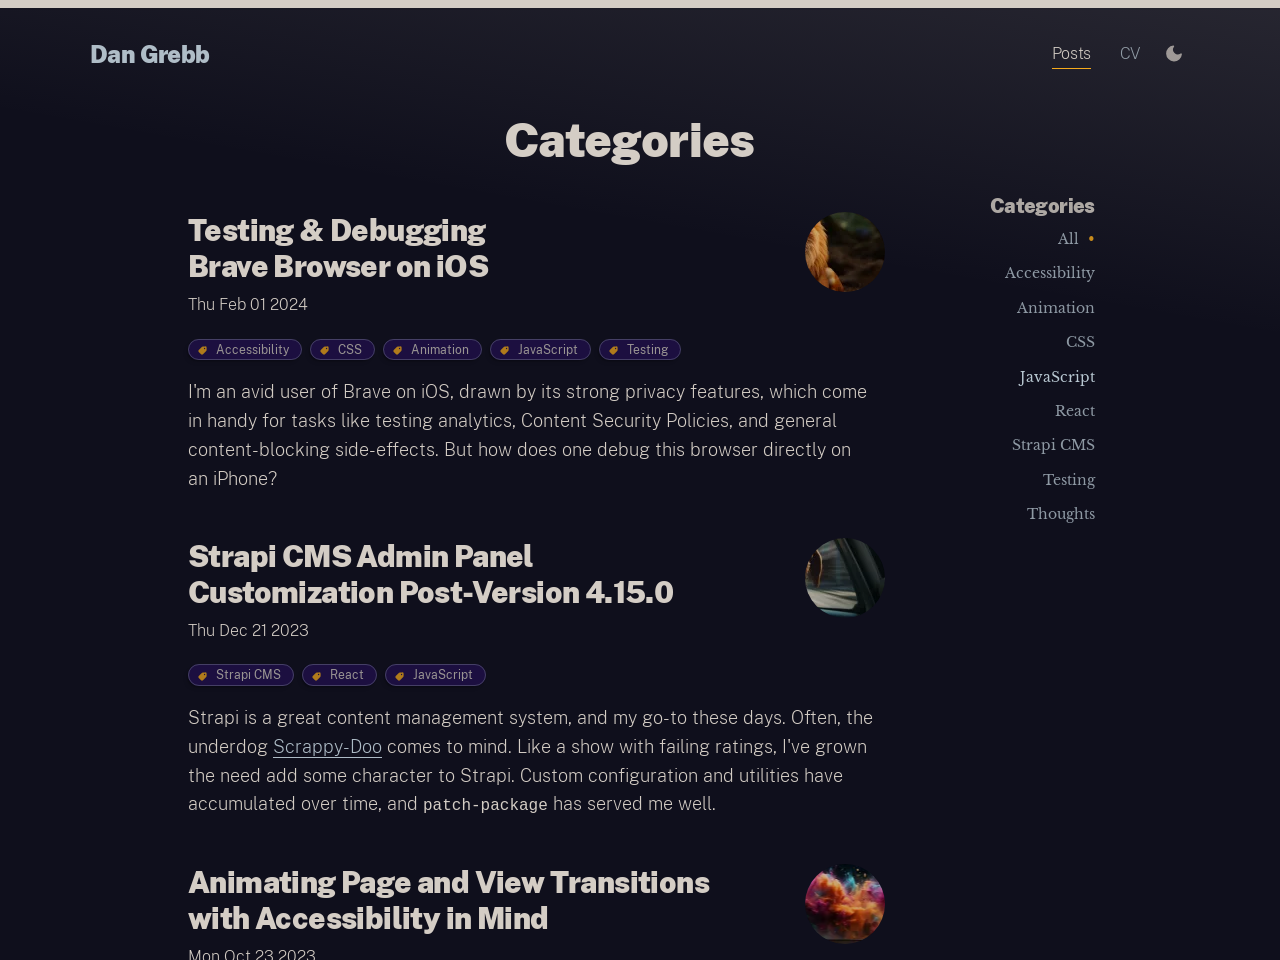 Dan Grebb
Posts
CV
Categories
Testing & Debugging
Brave Browser on iOS
Thu Feb 01 2024
Accessibility
CSS
Animation
JavaScript
Testing
I'm an avid user of Brave on iOS, drawn by its strong privacy features, which come
in handy for tasks like testing analytics, Content Security Policies, and general
content-blocking side-effects. But how does one debug this browser directly on
an iPhone?
Strapi CMS Admin Panel
Customization Post-Version 4.15.0
Thu Dec 21 2023
Strapi CMS
React
JavaScript
Strapi is a great content management system, and my go-to these days. Often, the
underdog Scrappy-Doo comes to mind. Like a show with failing ratings, I've grown
the need add some character to Strapi. Custom configuration and utilities have
accumulated over time, and patch-package has served me well.
Animating Page and View Transitions
with Accessibility in Mind
Mon Oct 23 2023
Categories
All •
Accessibility
Animation
CSS
JavaScript
React
Strapi CMS
Testing
Thoughts